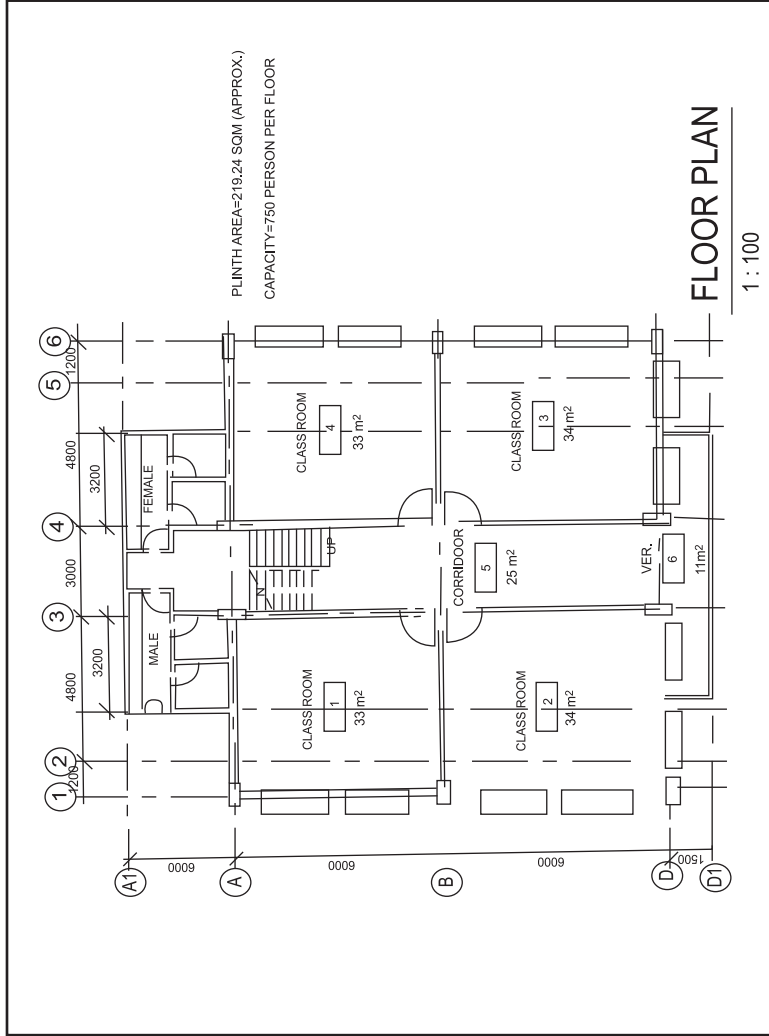 1
2
3
4
5
6
1200
4800
3000
4800
1200
3200
3200
A1
6000
MALE
FEMALE
A
PLINTH AREA=219.24 SQM (APPROX.)
CAPACITY=750 PERSON PER FLOOR
N
UP
6000
CLASS ROOM
1
33 m²
CLASS ROOM
4
33 m²
B
CORRIDOOR
5
25 m²
6000
CLASS ROOM
2
34 m²
CLASS ROOM
3
34 m²
VER.
6
11m²
D
1500
D1
FLOOR PLAN
1 : 100